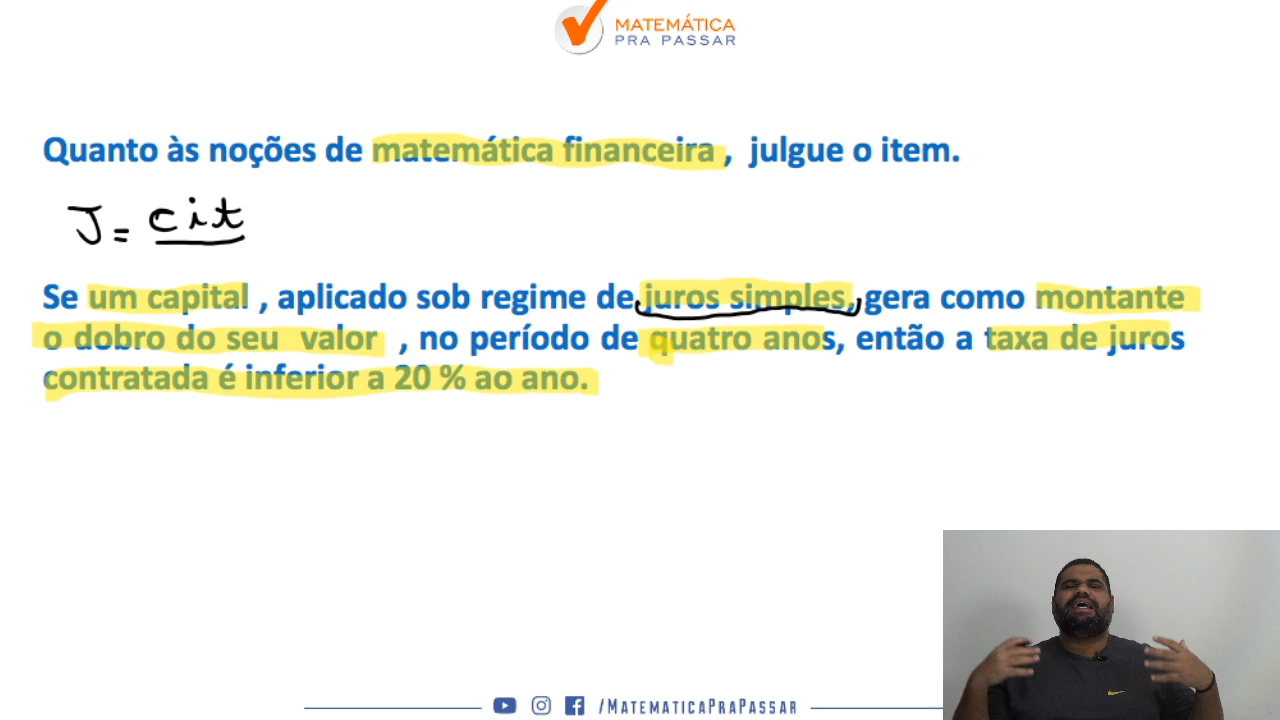 MATEMÁTICA
PRA PASSAR
Quanto às noções de matemática financeira , julgue o item.
J = cit
Se um capital , aplicado sob regime de juros simples, gera como montante
o dobro do seu valor , no período de quatro anos, então a taxa de juros
contratada é inferior a 20 % ao ano.
/MATEMATICAPRAPASSAR